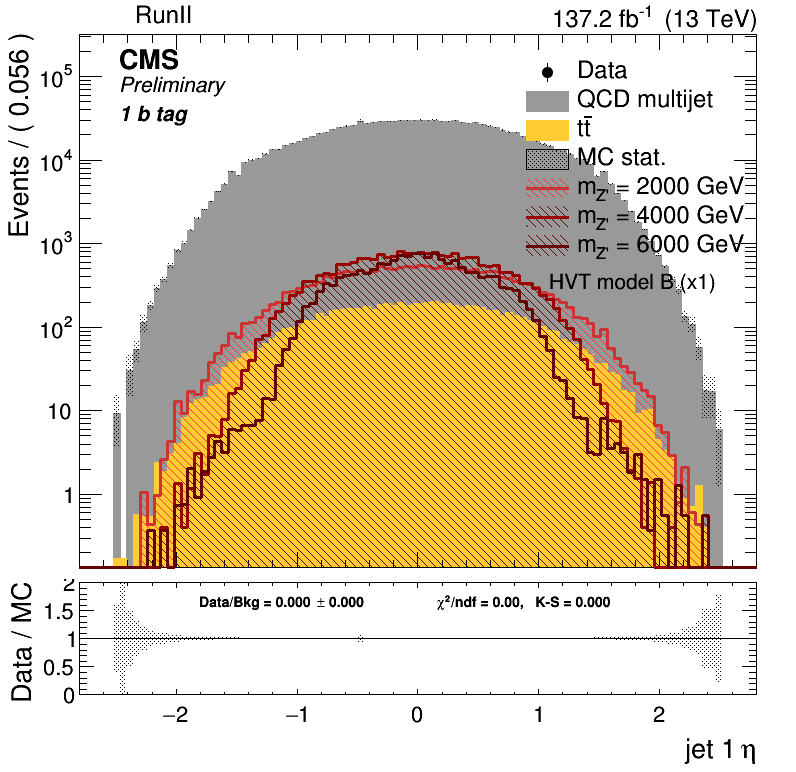 RunII
137.2 fb⁻¹ (13 TeV)
Events / ( 0.056 )
CMS
Preliminary
1 b tag
Data
QCD multijet
tt̄
MC stat.
m_Z' = 2000 GeV
m_Z' = 4000 GeV
m_Z' = 6000 GeV
HVT model B (x1)
10⁵
10⁴
10³
10²
10
1
Data / MC
2
1.5
1
0.5
0
Data/Bkg = 0.000 ± 0.000
χ²/ndf = 0.00, K-S = 0.000
−2
−1
0
1
2
jet 1 η